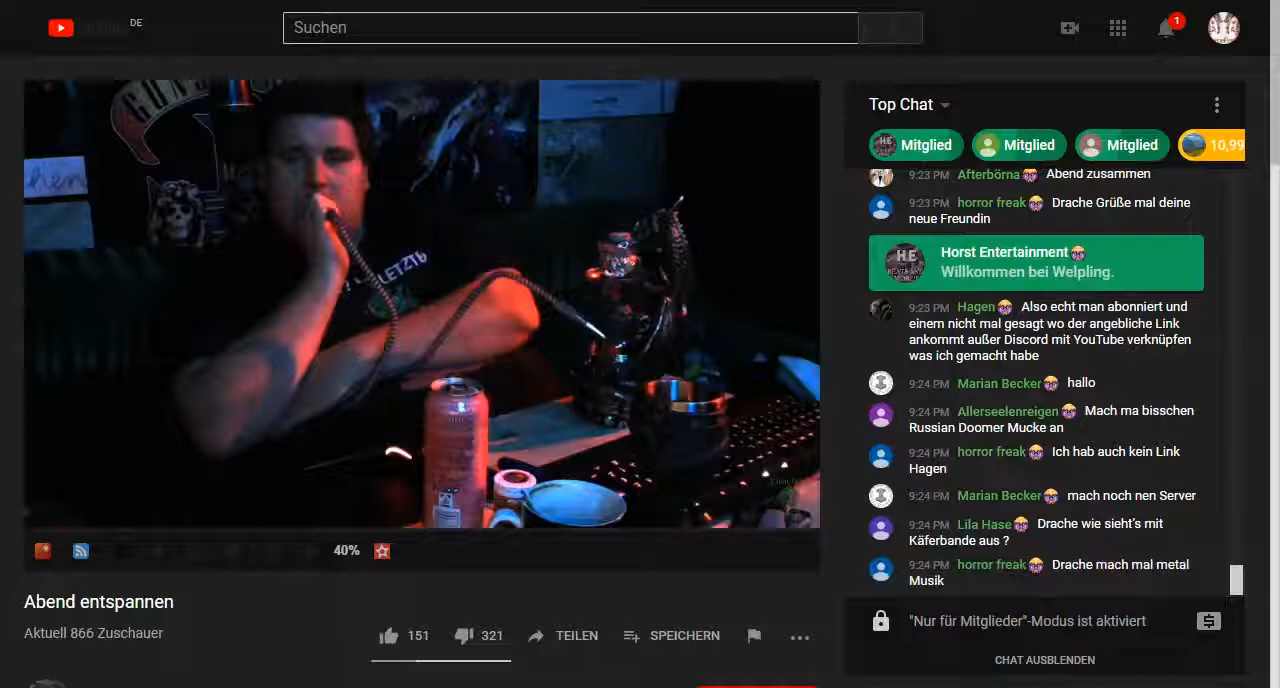 DE
Suchen
1
GUNS
hen
LETZTE
40%
Abend entspannen
Aktuell 866 Zuschauer
151
321
TEILEN
SPEICHERN
Top Chat
Mitglied
Mitglied
Mitglied
10,99
9:23 PM Afterbörna Abend zusammen
9:23 PM horror freak Drache Grüße mal deine
neue Freundin
H.E
Horst Entertainment
Willkommen bei Welpling.
9:23 PM Hagen Also echt man abonniert und
einem nicht mal gesagt wo der angebliche Link
ankommt außer Discord mit YouTube verknüpfen
was ich gemacht habe
9:24 PM Marian Becker hallo
9:24 PM Allerseelenreigen Mach ma bisschen
Russian Doomer Mucke an
9:24 PM horror freak Ich hab auch kein Link
Hagen
9:24 PM Marian Becker mach noch nen Server
9:24 PM Lila Hase Drache wie sieht's mit
Käferbande aus ?
9:24 PM horror freak Drache mach mal metal
Musik
"Nur für Mitglieder"-Modus ist aktiviert
CHAT AUSBLENDEN